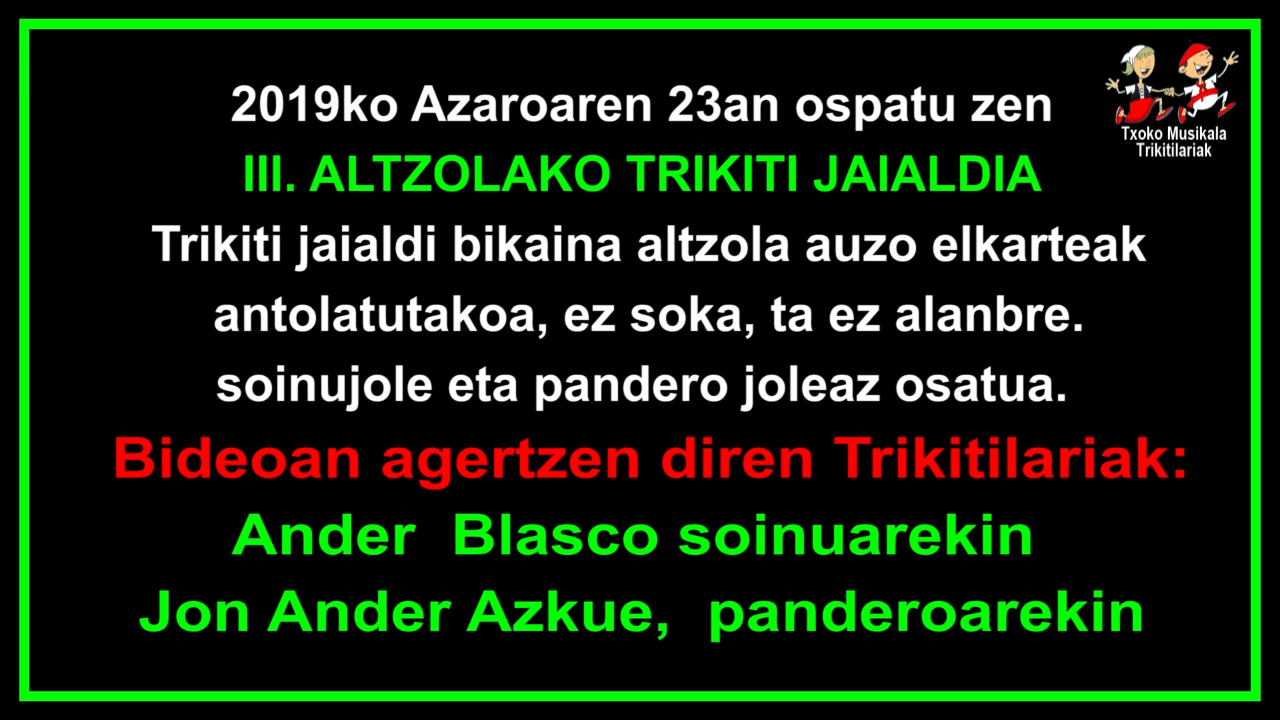 2019ko Azaroaren 23an ospatu zen
III. ALTZOLAKO TRIKITI JAIALDIA
Trikiti jaialdi bikaina altzola auzo elkarteak
antolatutakoa, ez soka, ta ez alanbre.
soinujole eta pandero joleaz osatua.
Bideoan agertzen diren Trikitilariak:
Ander Blasco soinuarekin
Jon Ander Azkue, panderoarekin
Txoko Musikala
Trikitilariak